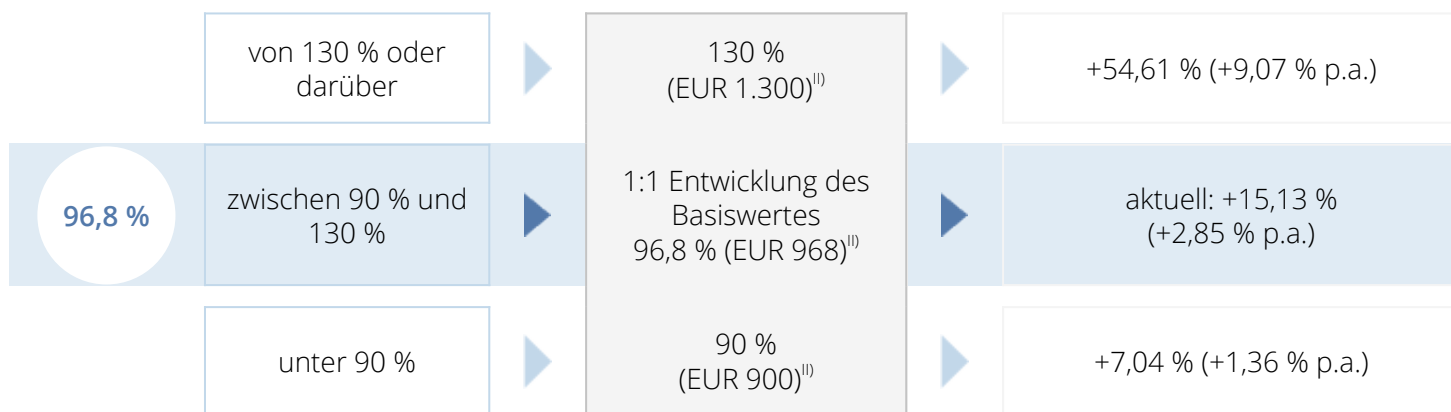 von 130 % oder
darüber
130 %
(EUR 1.300)II)
+54,61 % (+9,07 % p.a.)
96,8 %
zwischen 90 % und
130 %
1:1 Entwicklung des
Basiswertes
96,8 % (EUR 968)II)
aktuell: +15,13 %
(+2,85 % p.a.)
unter 90 %
90 %
(EUR 900)II)
+7,04 % (+1,36 % p.a.)